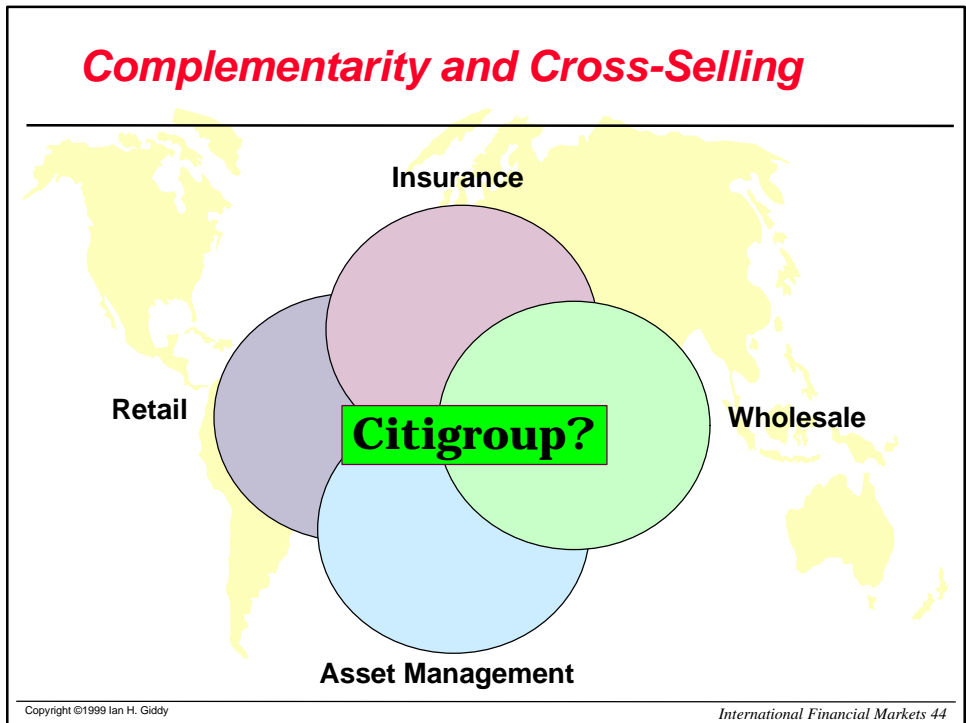 Complementarity and Cross-Selling
Insurance
Retail
Citigroup?
Wholesale
Asset Management
Copyright ©1999 Ian H. Giddy
International Financial Markets 44